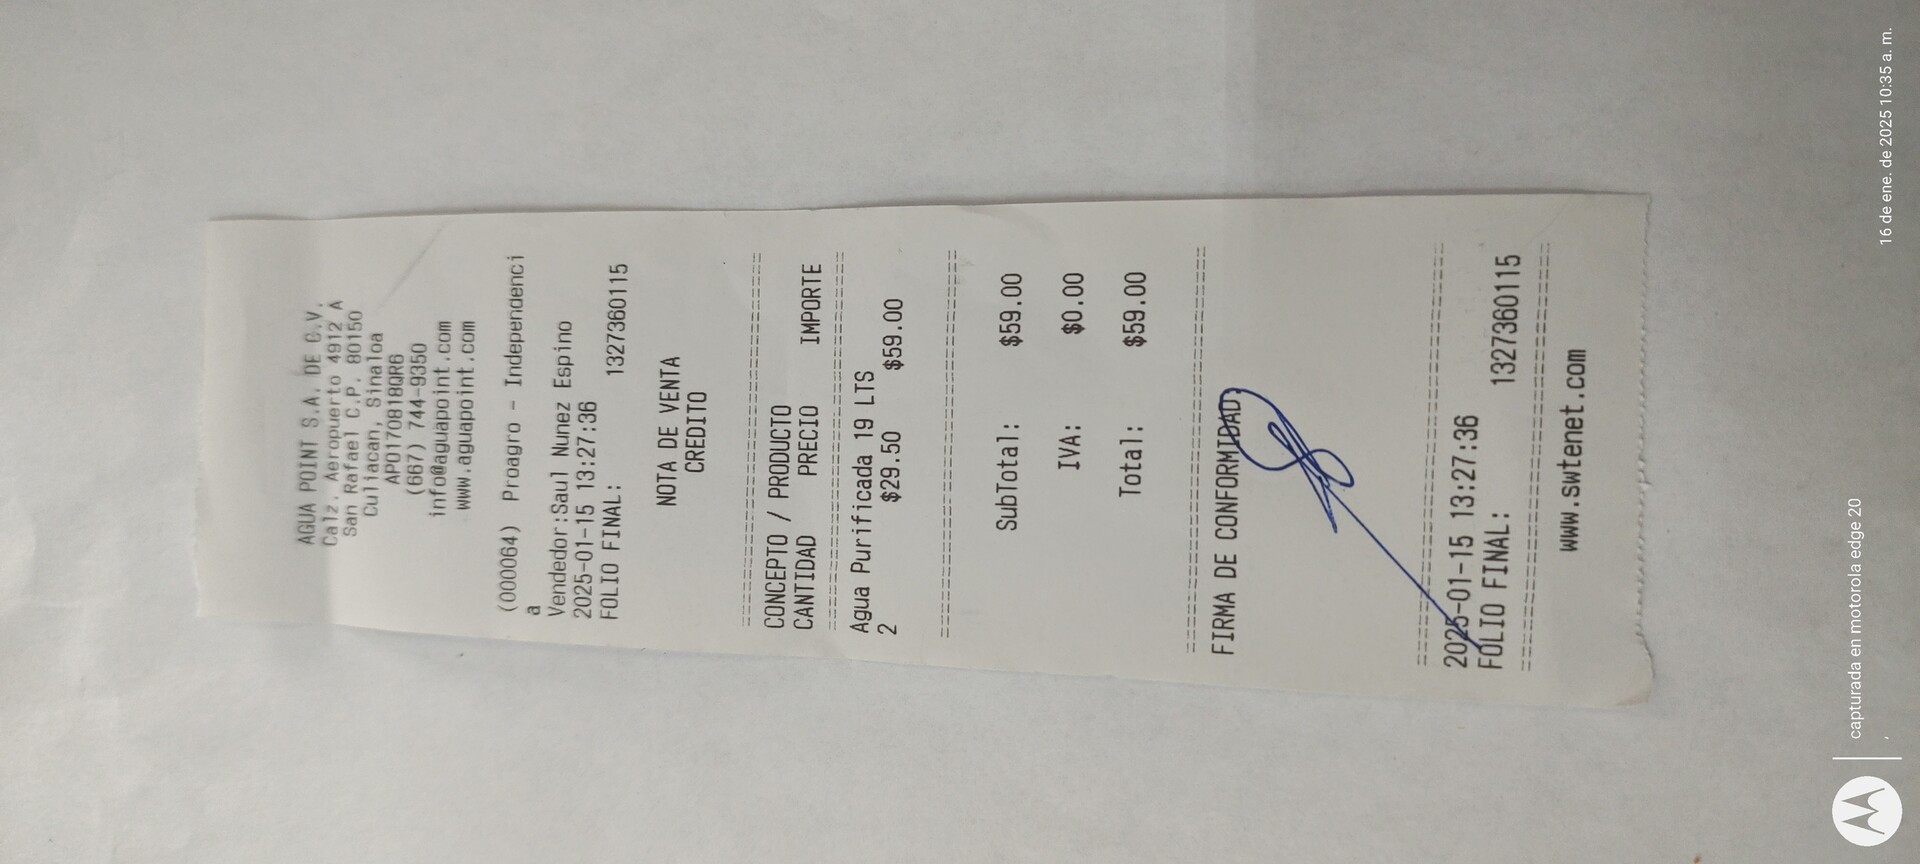 AGUA POINT S.A. DE C.V.
Calz. Aeropuerto 4912 A
San Rafael C.P. 80150
Culiacan, Sinaloa
APO170818QR6
(667) 744-9350
info@aguapoint.com
www.aguapoint.com
(000064) Proagro - Independenci
a
Vendedor:Saul Nunez Espino
2025-01-15 13:27:36
FOLIO FINAL: 1327360115
NOTA DE VENTA
CREDITO
CONCEPTO / PRODUCTO
CANTIDAD PRECIO IMPORTE
Agua Purificada 19 LTS
2 $29.50 $59.00
SubTotal: $59.00
IVA: $0.00
Total: $59.00
FIRMA DE CONFORMIDAD:
2025-01-15 13:27:36
FOLIO FINAL: 1327360115
www.swtenet.com
capturada en motorola edge 20
16 de ene. de 2025 10:35 a. m.